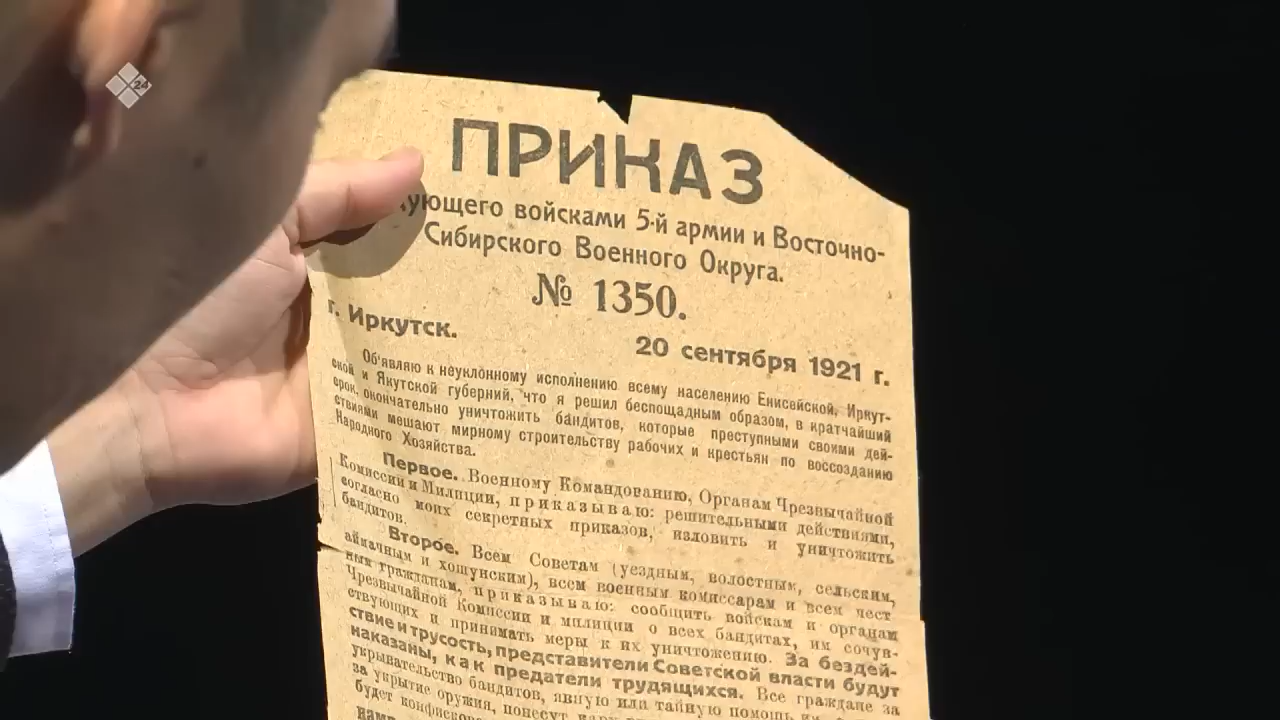 24
ПРИКАЗ
ующего войсками 5-й армии и Восточно-
Сибирского Военного Округа.
№ 1350.
г. Иркутск.
20 сентября 1921 г.
Об'являю к неуклонному исполнению всему населению Енисейской, Иркут-
ской и Якутской губерний, что я решил беспощадным образом, в кратчайший
срок, окончательно уничтожить бандитов, которые преступными своими дей-
ствиями мешают мирному строительству рабочих и крестьян по воссозданию
Народного Хозяйства.
Первое. Военному Командованию, Органам Чрезвычайной
Комиссии и Милиции, приказываю: решительными действиями,
согласно моих секретных приказов, изловить и уничтожить
бандитов.
Второе. Всем Советам (уездным, волостным, сельским,
аймачным и хошунским), всем военным комиссарам и всем чест
ным гражданам, приказываю: сообщить войскам и органам
Чрезвычайной Комиссии и милиции о всех бандитах, им сочув-
ствующих и принимать меры к их уничтожению. За бездей-
ствие и трусость, представители Советской власти будут
наказаны, как предатели трудящихся. Все граждане за
укрывательство бандитов, явную или тайную помощь им
за укрытие оружия, понесут
будет